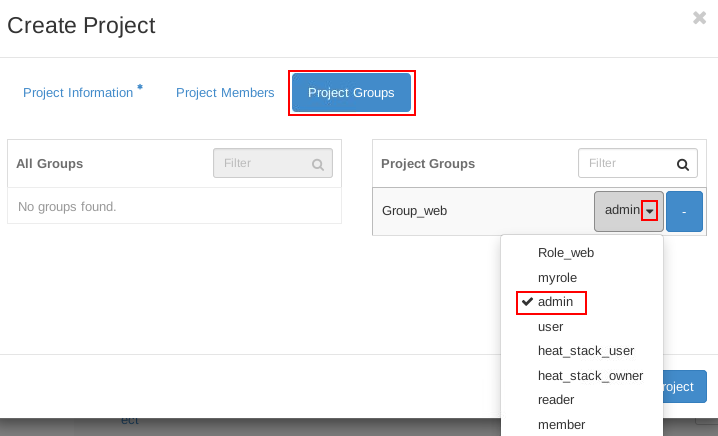 Create Project
Project Information *
Project Members
Project Groups
All Groups
Filter
Project Groups
Filter
No groups found.
Group_web
admin
-
Role_web
myrole
admin
user
heat_stack_user
heat_stack_owner
reader
member
roject
ect